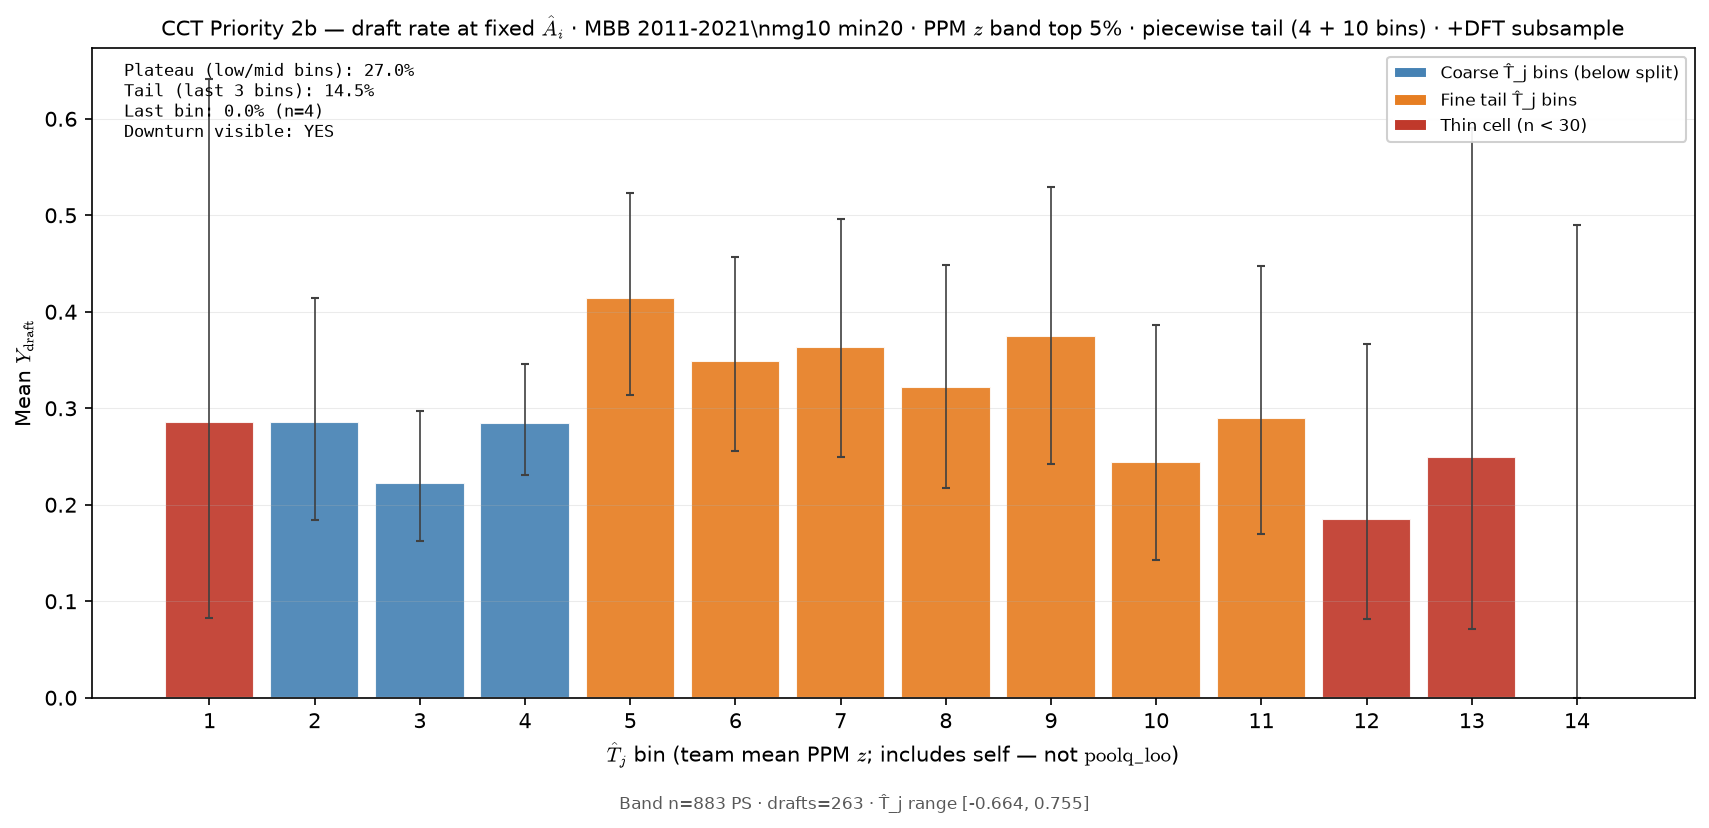 CCT Priority 2b — draft rate at fixed Âᵢ · MBB 2011-2021\nmg10 min20 · PPM z band top 5% · piecewise tail (4 + 10 bins) · +DFT subsample
Plateau (low/mid bins): 27.0%
Tail (last 3 bins): 14.5%
Last bin: 0.0% (n=4)
Downturn visible: YES
Coarse T̂_j bins (below split)
Fine tail T̂_j bins
Thin cell (n < 30)
Mean Y_draft
0.6
0.5
0.4
0.3
0.2
0.1
0.0
1 2 3 4 5 6 7 8 9 10 11 12 13 14
T̂ⱼ bin (team mean PPM z; includes self — not poolq_loo)
Band n=883 PS · drafts=263 · T̂_j range [-0.664, 0.755]